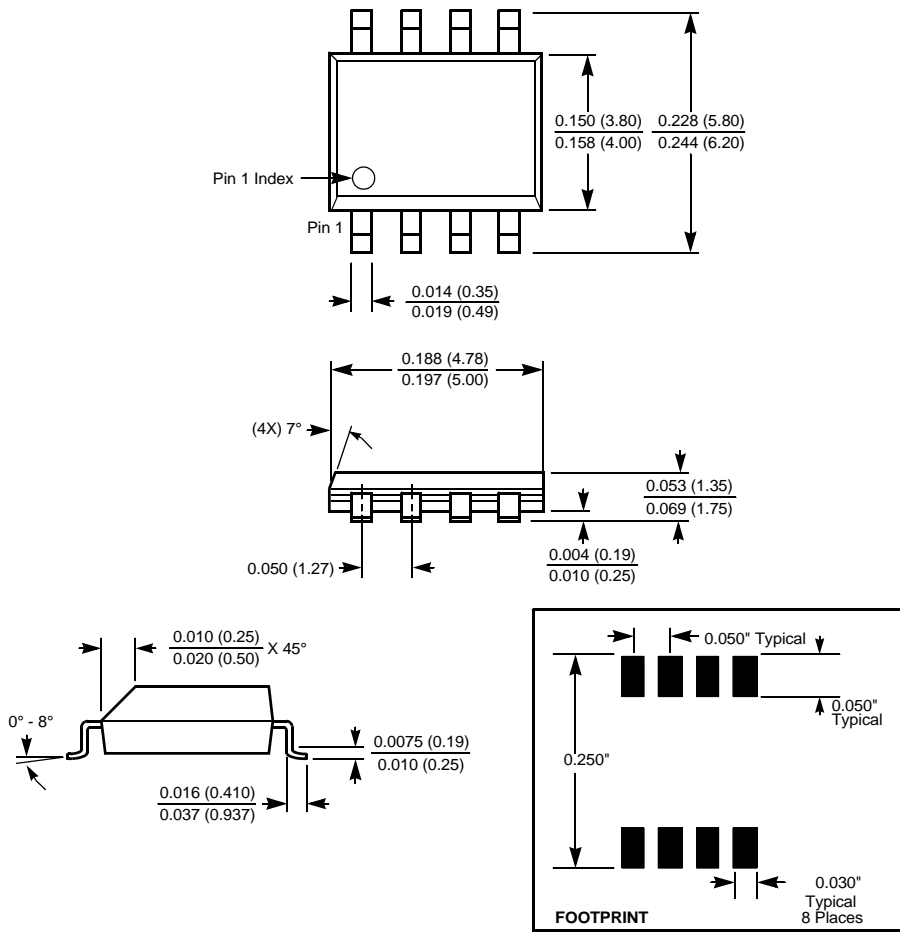 0.150 (3.80)
0.158 (4.00)
0.228 (5.80)
0.244 (6.20)
Pin 1 Index
Pin 1
0.014 (0.35)
0.019 (0.49)
0.188 (4.78)
0.197 (5.00)
(4X) 7°
0.053 (1.35)
0.069 (1.75)
0.050 (1.27)
0.004 (0.19)
0.010 (0.25)
0.010 (0.25)
0.020 (0.50)
X 45°
0° - 8°
0.0075 (0.19)
0.010 (0.25)
0.016 (0.410)
0.037 (0.937)
0.050" Typical
0.050"
Typical
0.250"
0.030"
Typical
8 Places
FOOTPRINT